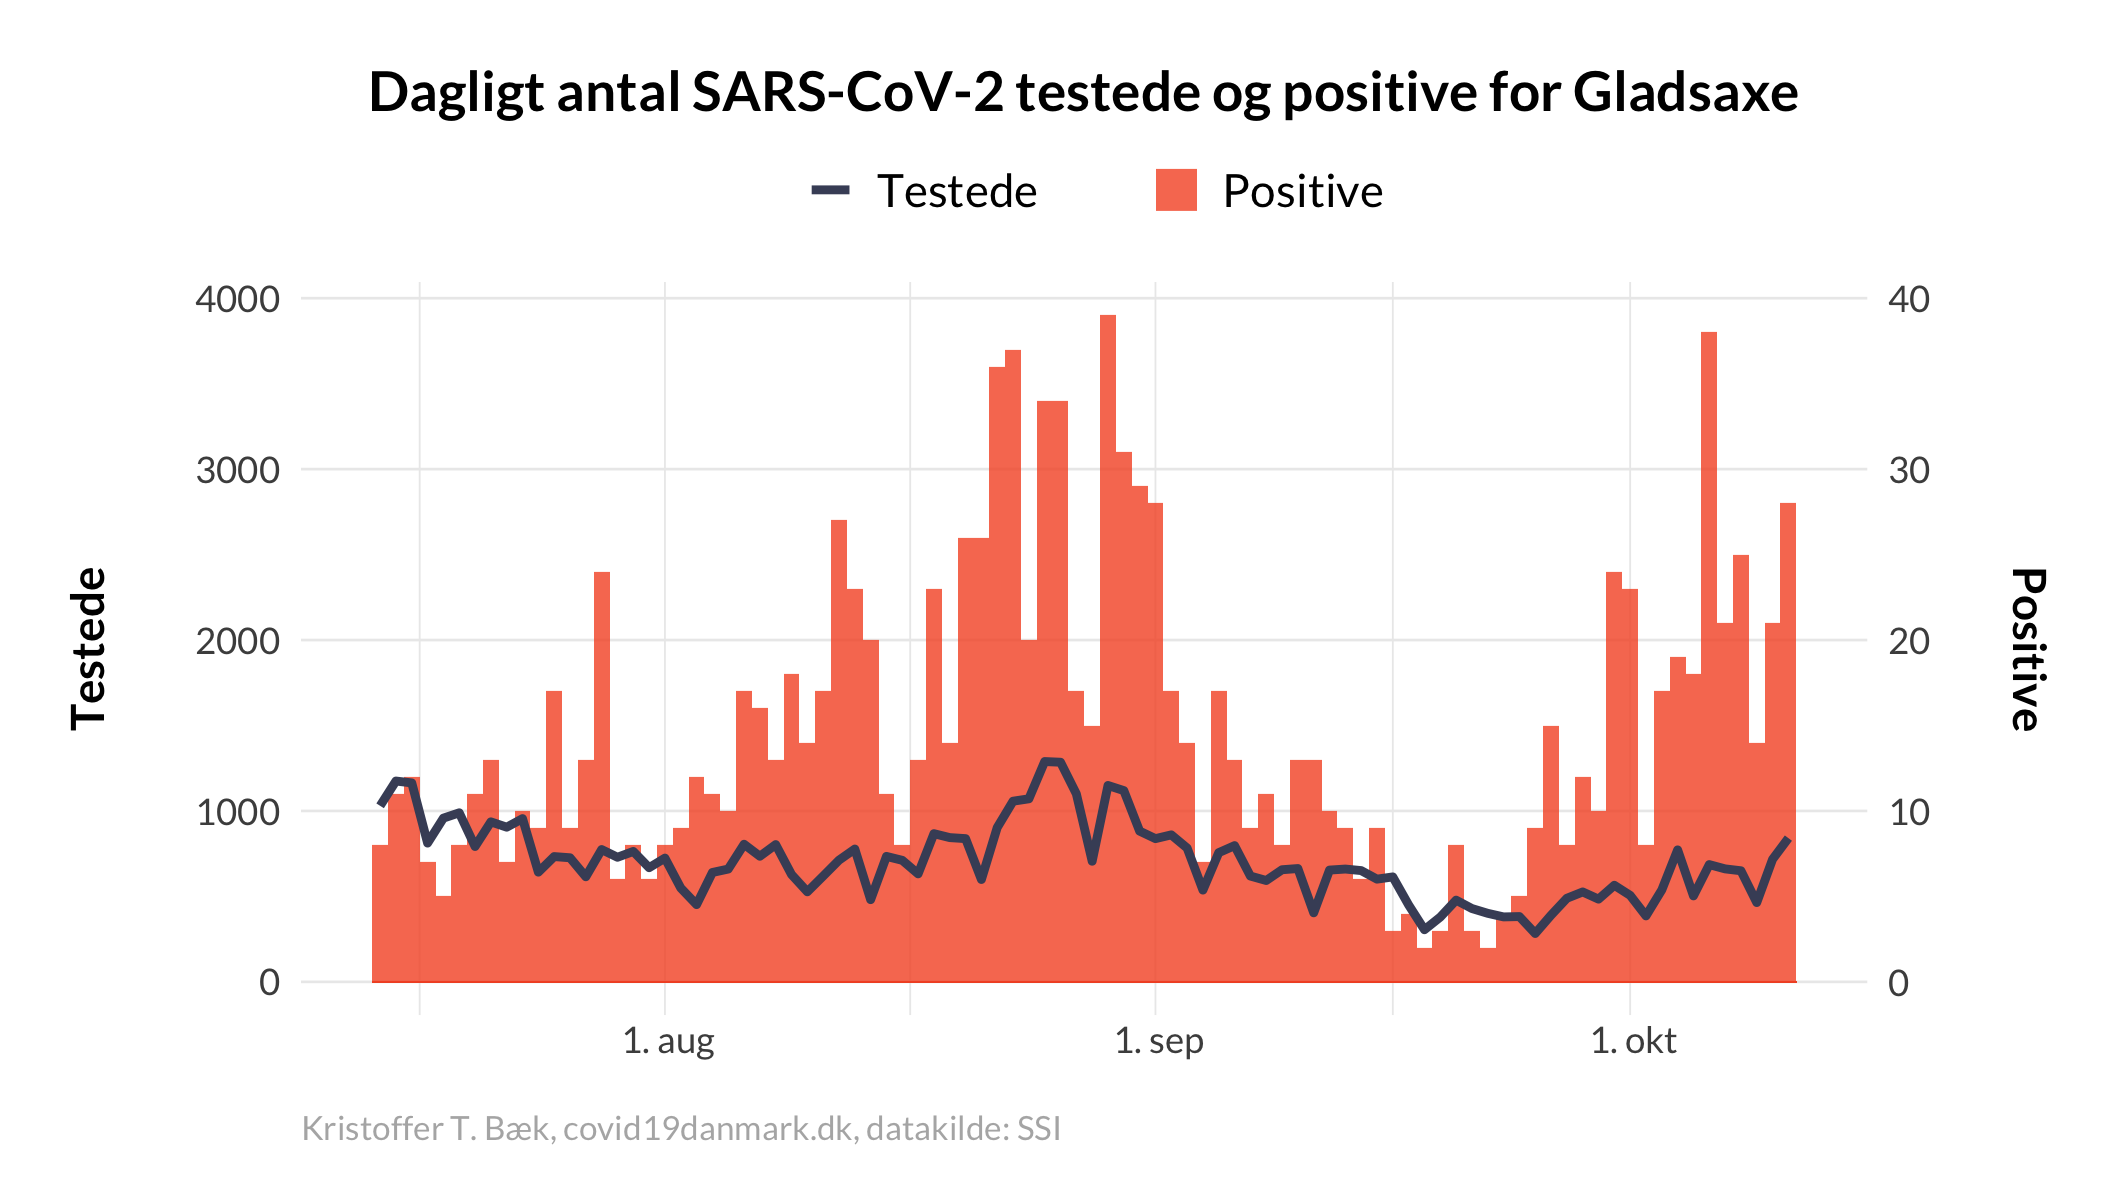 Dagligt antal SARS-CoV-2 testede og positive for Gladsaxe
Testede
Positive
4000
3000
2000
1000
0
40
30
20
10
0
Testede
Positive
1. aug
1. sep
1. okt
Kristoffer T. Bæk, covid19danmark.dk, datakilde: SSI